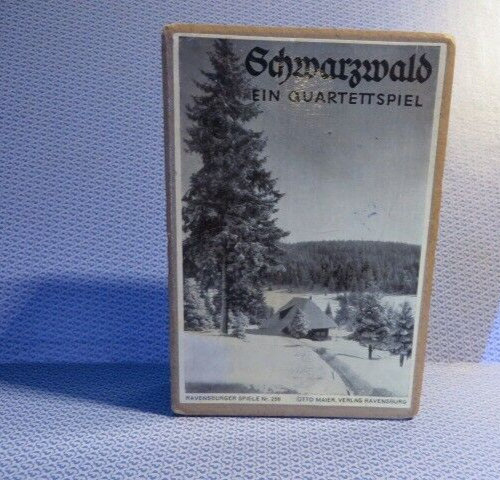 Schwarzwald
EIN QUARTETTSPIEL
RAVENSBURGER SPIELE Nr. 236
OTTO MAIER, VERLAG RAVENSBURG